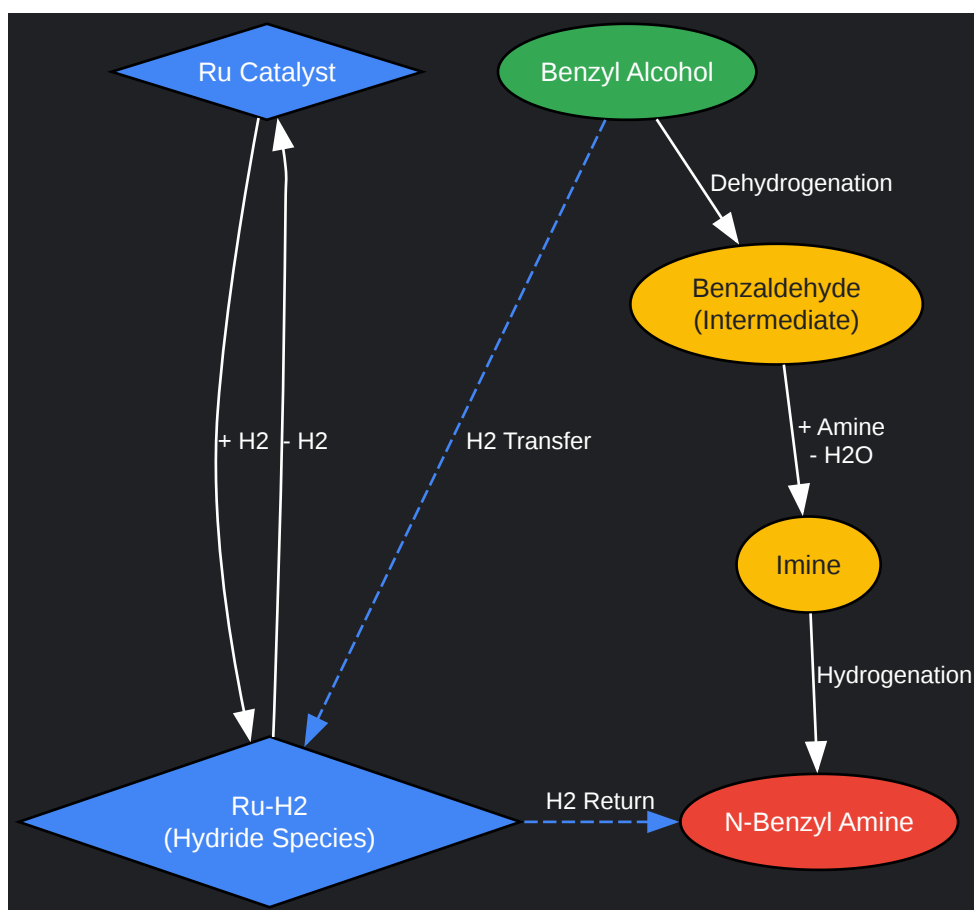 Ru Catalyst
Benzyl Alcohol
Dehydrogenation
Benzaldehyde
(Intermediate)
+ H2
- H2
H2 Transfer
+ Amine
- H2O
Imine
Hydrogenation
Ru-H2
(Hydride Species)
H2 Return
N-Benzyl Amine